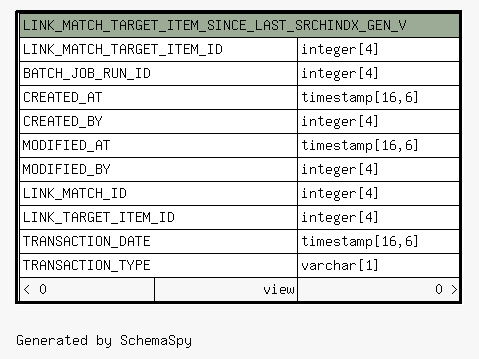 LINK_MATCH_TARGET_ITEM_SINCE_LAST_SRCHINDX_GEN_V
LINK_MATCH_TARGET_ITEM_ID integer[4]
BATCH_JOB_RUN_ID integer[4]
CREATED_AT timestamp[16,6]
CREATED_BY integer[4]
MODIFIED_AT timestamp[16,6]
MODIFIED_BY integer[4]
LINK_MATCH_ID integer[4]
LINK_TARGET_ITEM_ID integer[4]
TRANSACTION_DATE timestamp[16,6]
TRANSACTION_TYPE varchar[1]
< 0 view 0 >
Generated by SchemaSpy